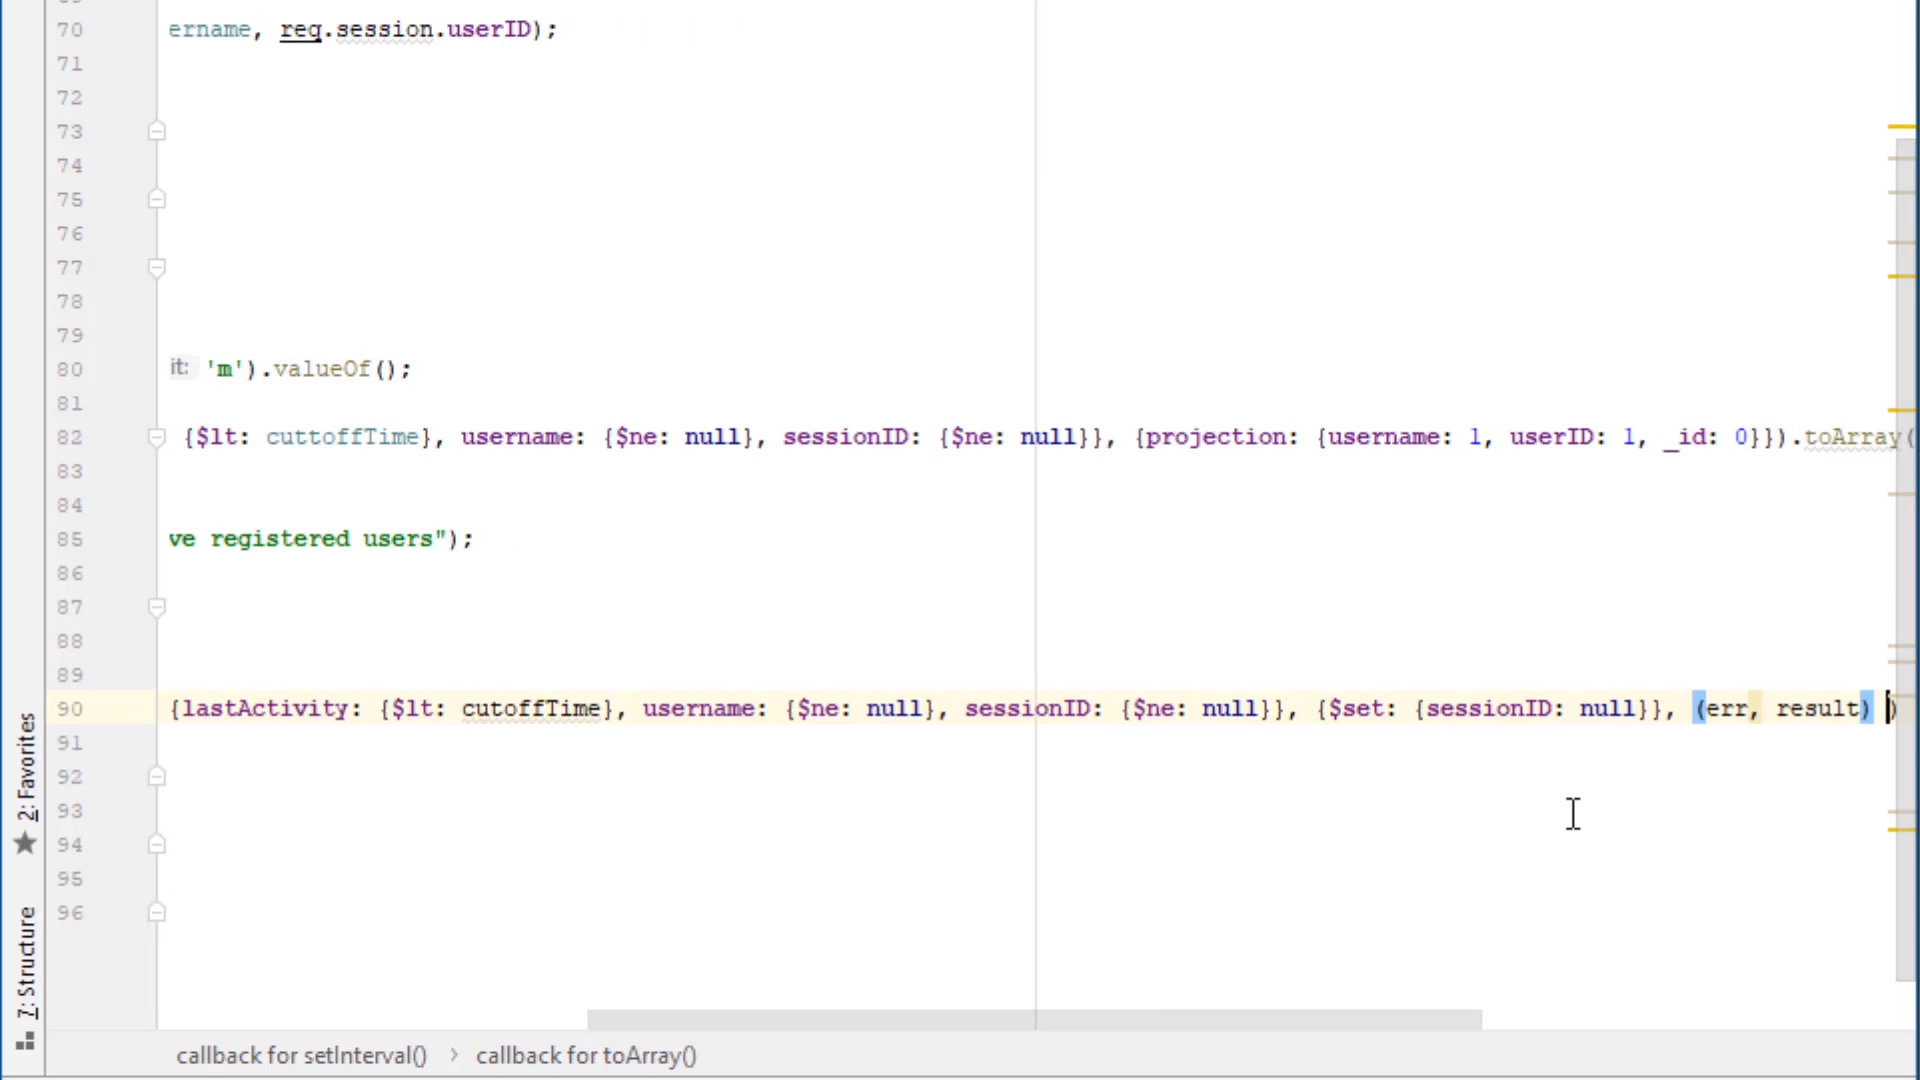 70 ername, req.session.userID);
71
72
73
74
75
76
77
78
79
80 it: 'm').valueOf();
81
82 {$lt: cuttoffTime}, username: {$ne: null}, sessionID: {$ne: null}}, {projection: {username: 1, userID: 1, _id: 0}}).toArray(
83
84
85 ve registered users");
86
87
88
89
90 {lastActivity: {$lt: cutoffTime}, username: {$ne: null}, sessionID: {$ne: null}}, {$set: {sessionID: null}}, (err, result) )
91
92
93
94
95
96
2: Favorites
7: Structure
callback for setInterval() › callback for toArray()